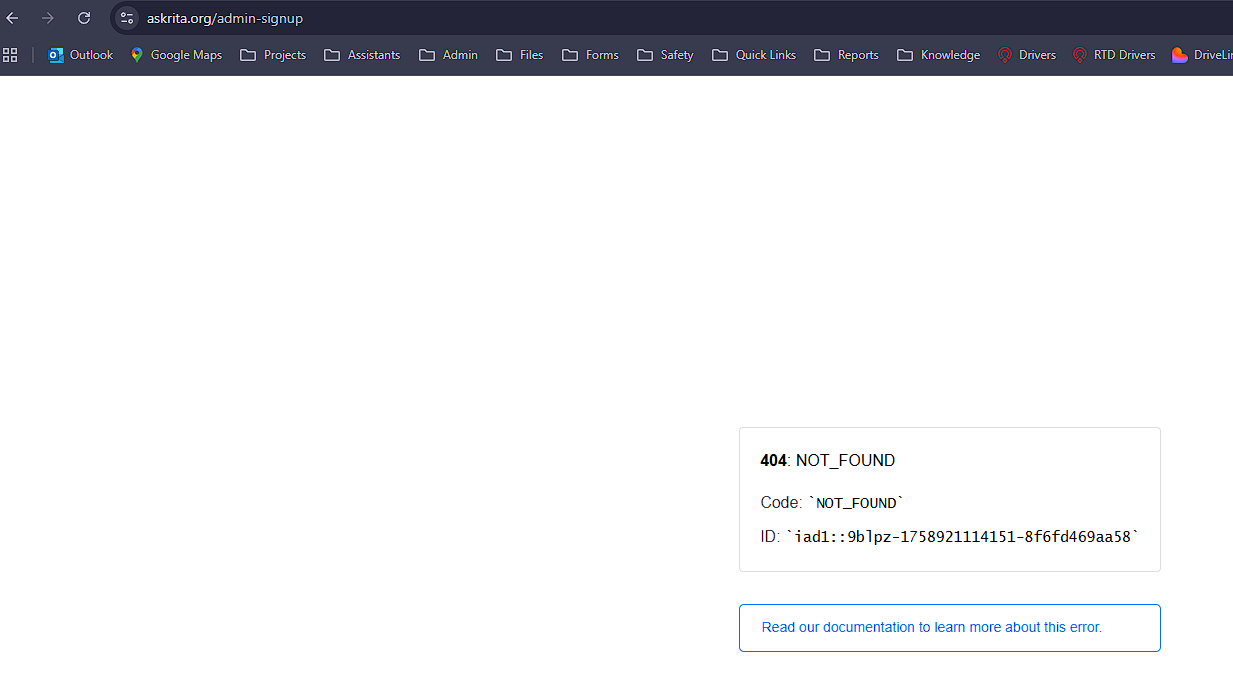 askrita.org/admin-signup
Outlook Google Maps Projects Assistants Admin Files Forms Safety Quick Links Reports Knowledge Drivers RTD Drivers DriveLi
404: NOT_FOUND
Code: `NOT_FOUND`
ID: `iad1::9blpz-1758921114151-8f6fd469aa58`
Read our documentation to learn more about this error.